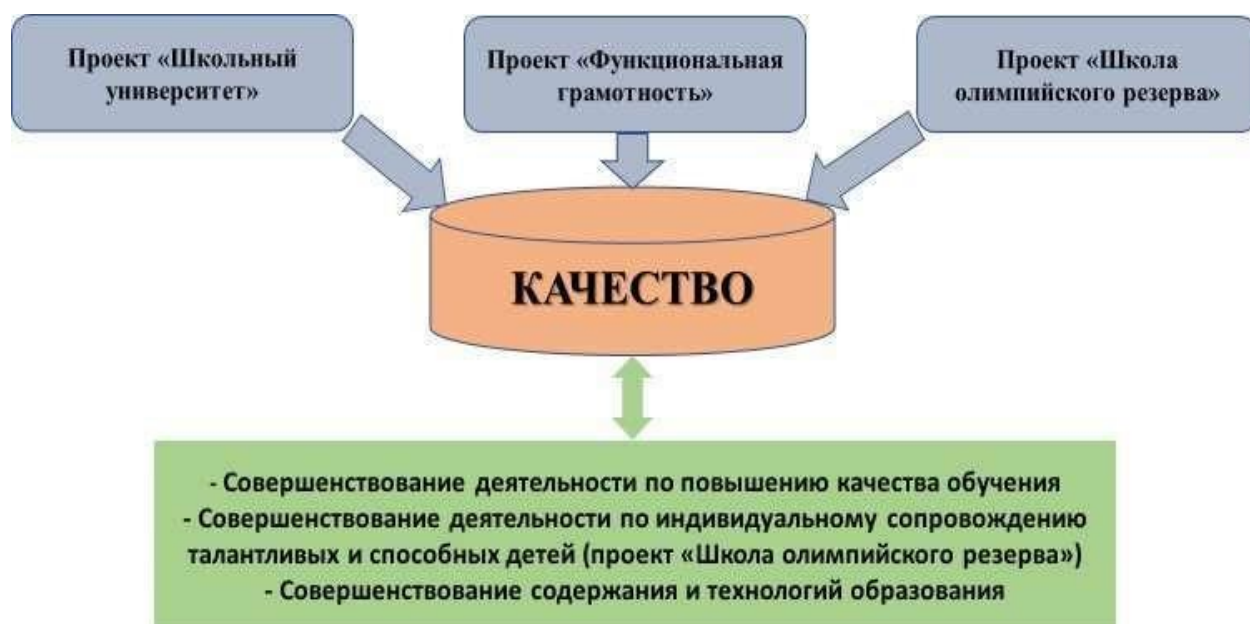 Проект «Школьный
университет»
Проект «Функциональная
грамотность»
Проект «Школа
олимпийского резерва»
КАЧЕСТВО
- Совершенствование деятельности по повышению качества обучения
- Совершенствование деятельности по индивидуальному сопровождению
талантливых и способных детей (проект «Школа олимпийского резерва»)
- Совершенствование содержания и технологий образования